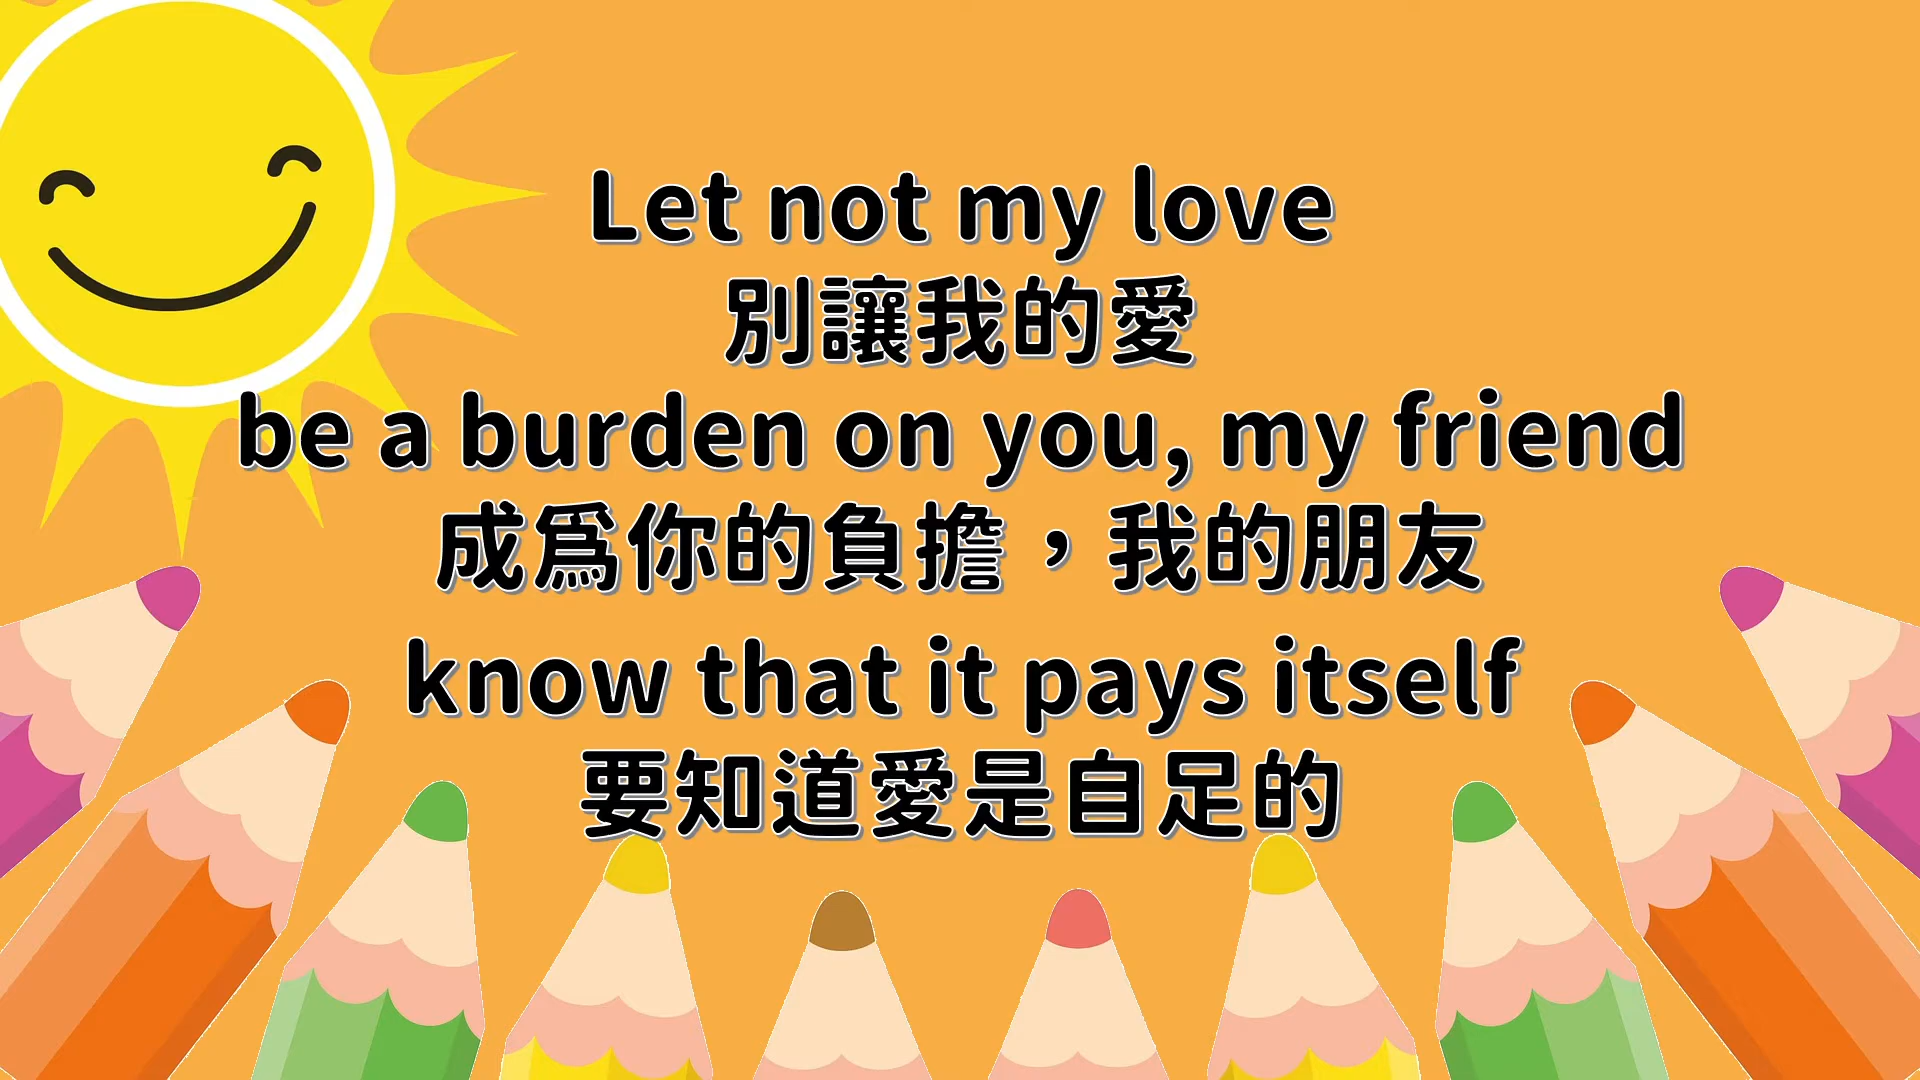 Let not my love
別讓我的愛
be a burden on you, my friend
成爲你的負擔，我的朋友
know that it pays itself
要知道愛是自足的